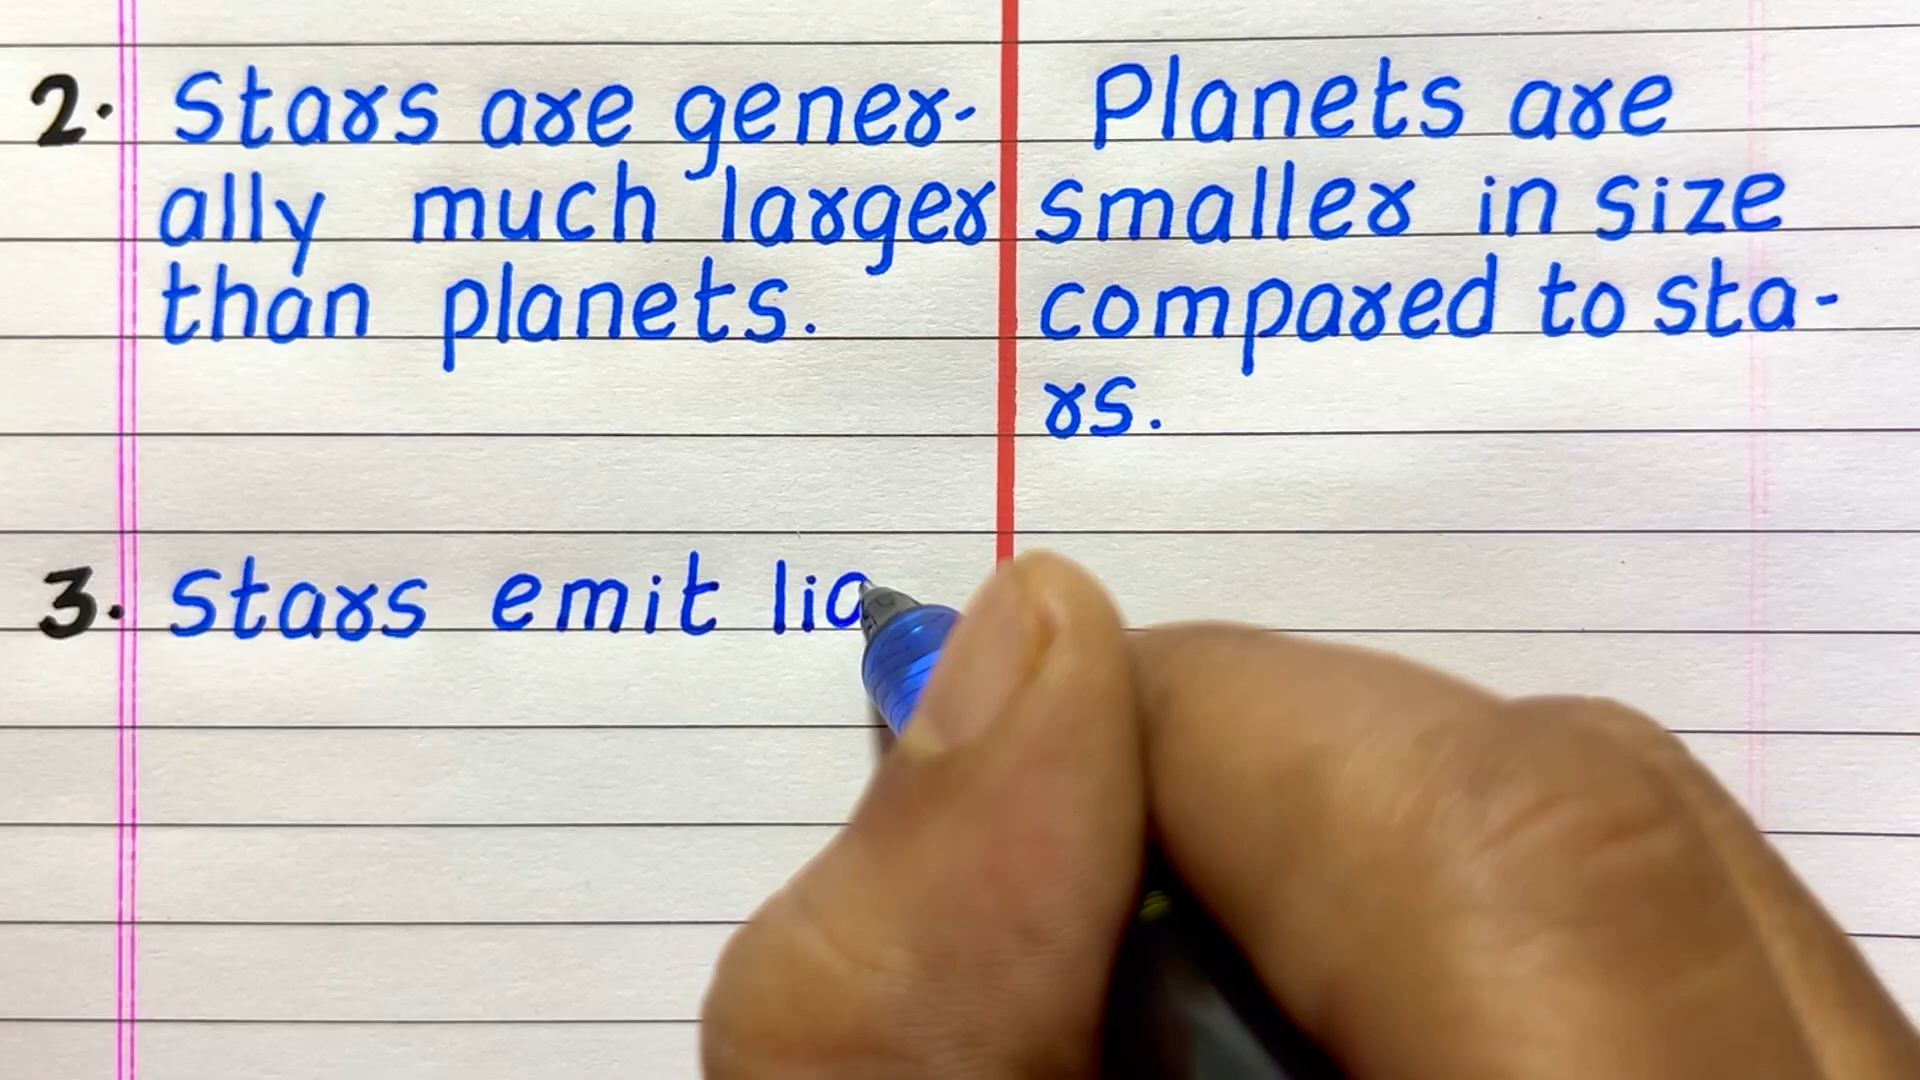 2. Stars are gener-
ally much larger
than planets.
Planets are
smaller in size
compared to sta-
rs.
3. Stars emit